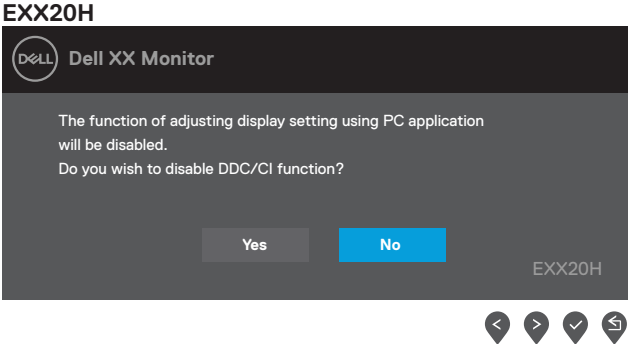 EXX20H
DELL Dell XX Monitor
The function of adjusting display setting using PC application
will be disabled.
Do you wish to disable DDC/CI function?
Yes No
EXX20H